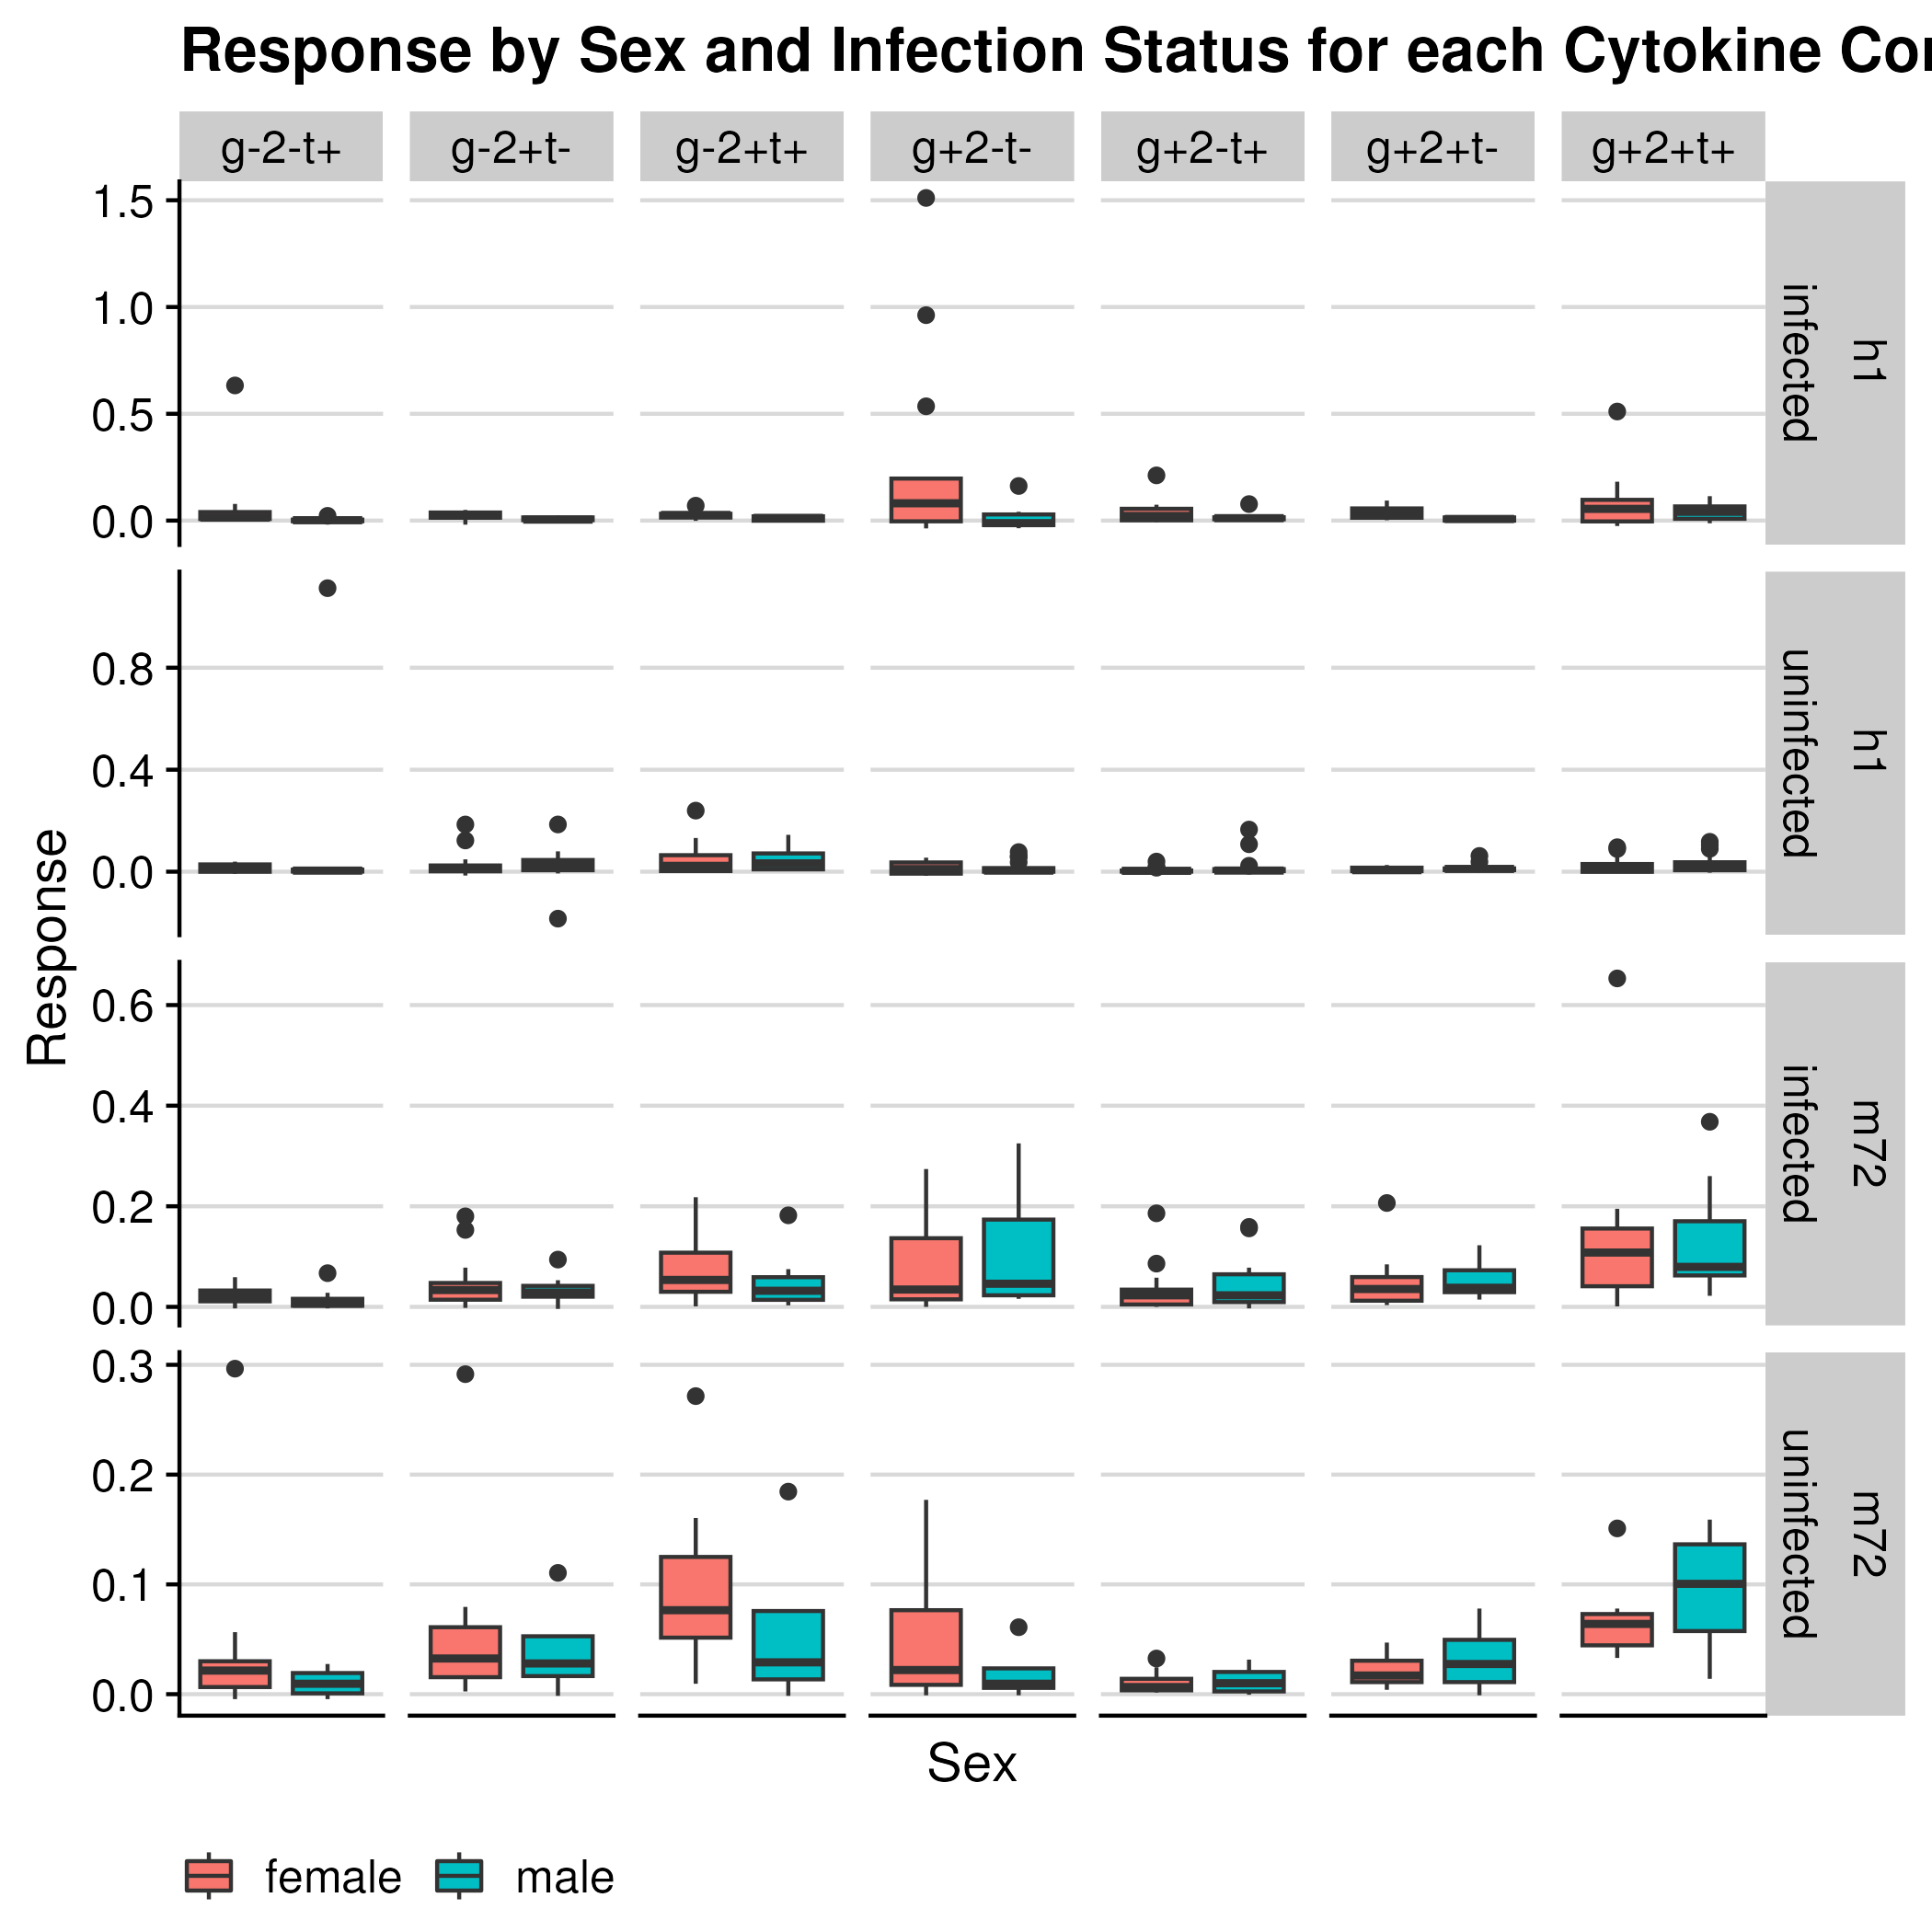 Response by Sex and Infection Status for each Cytokine Co
g-2-t+ g-2+t- g-2+t+ g+2-t- g+2-t+ g+2+t- g+2+t+
1.5
1.0
0.5
0.0
infected
h1
0.8
0.4
0.0
uninfected
h1
0.6
0.4
0.2
0.0
infected
m72
0.3
0.2
0.1
0.0
uninfected
m72
Response
Sex
female male